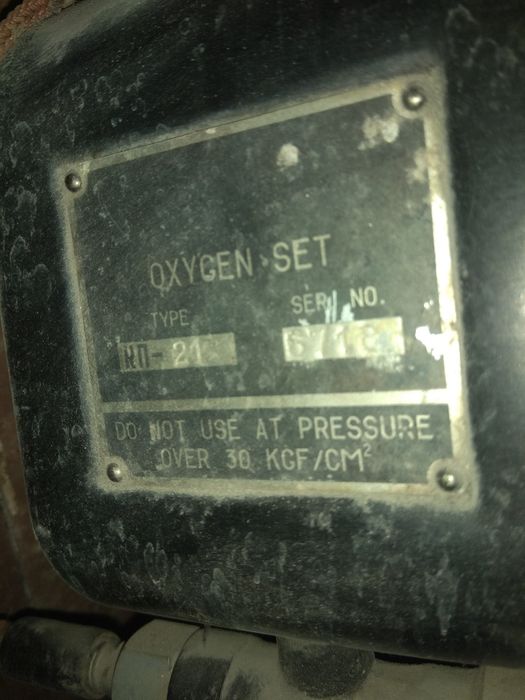 OXYGEN SET
TYPE SER. NO.
КП-21
DO NOT USE AT PRESSURE
OVER 30 KGF/CM²